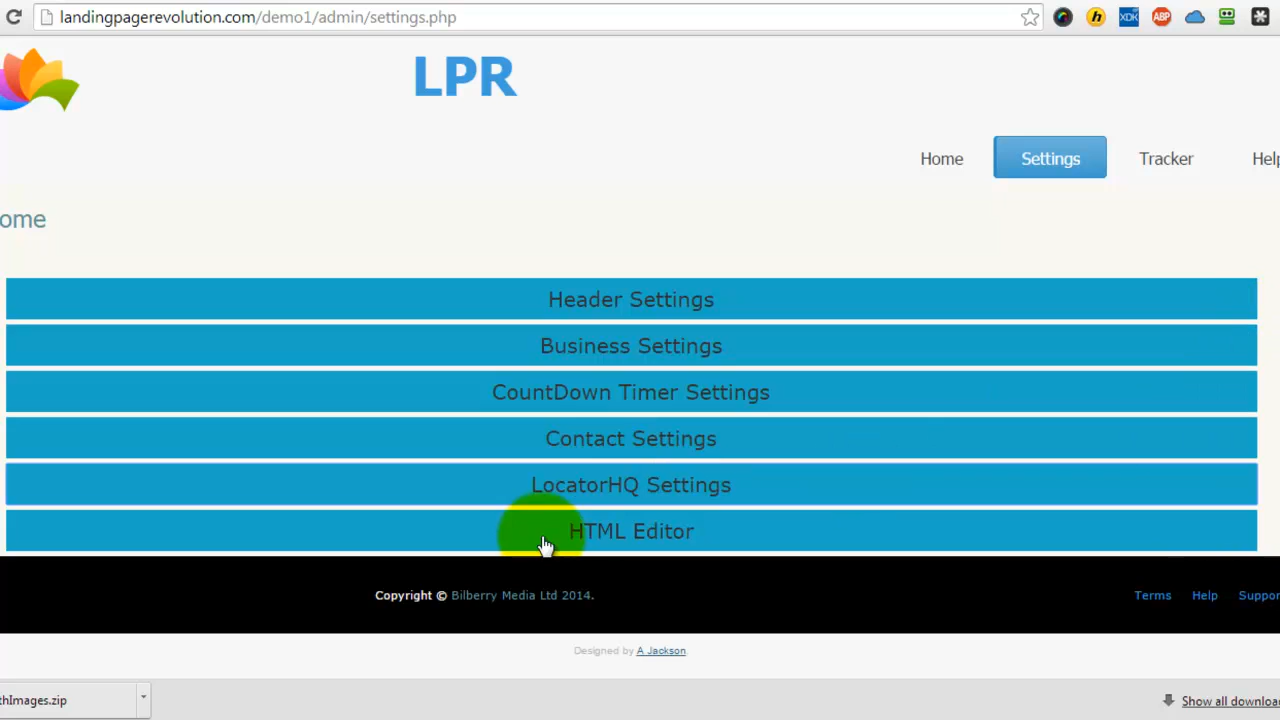 landingpagerevolution.com/demo1/admin/settings.php
h
XDK
ABP
LPR
Home
Settings
Tracker
Help
ome
Header Settings
Business Settings
CountDown Timer Settings
Contact Settings
LocatorHQ Settings
HTML Editor
Copyright © Bilberry Media Ltd 2014.
Terms
Help
Suppor
Designed by A Jackson.
thImages.zip
Show all downloa